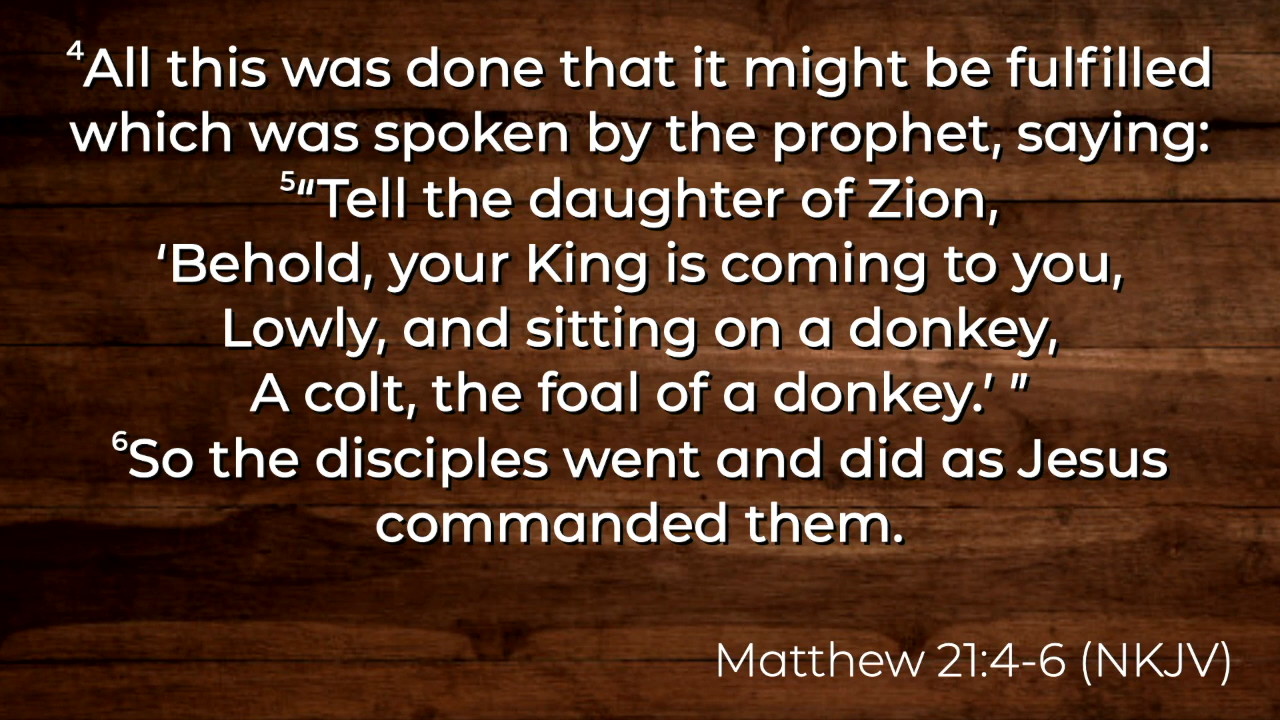 ⁴All this was done that it might be fulfilled
which was spoken by the prophet, saying:
⁵“Tell the daughter of Zion,
‘Behold, your King is coming to you,
Lowly, and sitting on a donkey,
A colt, the foal of a donkey.’ ”
⁶So the disciples went and did as Jesus
commanded them.
Matthew 21:4-6 (NKJV)